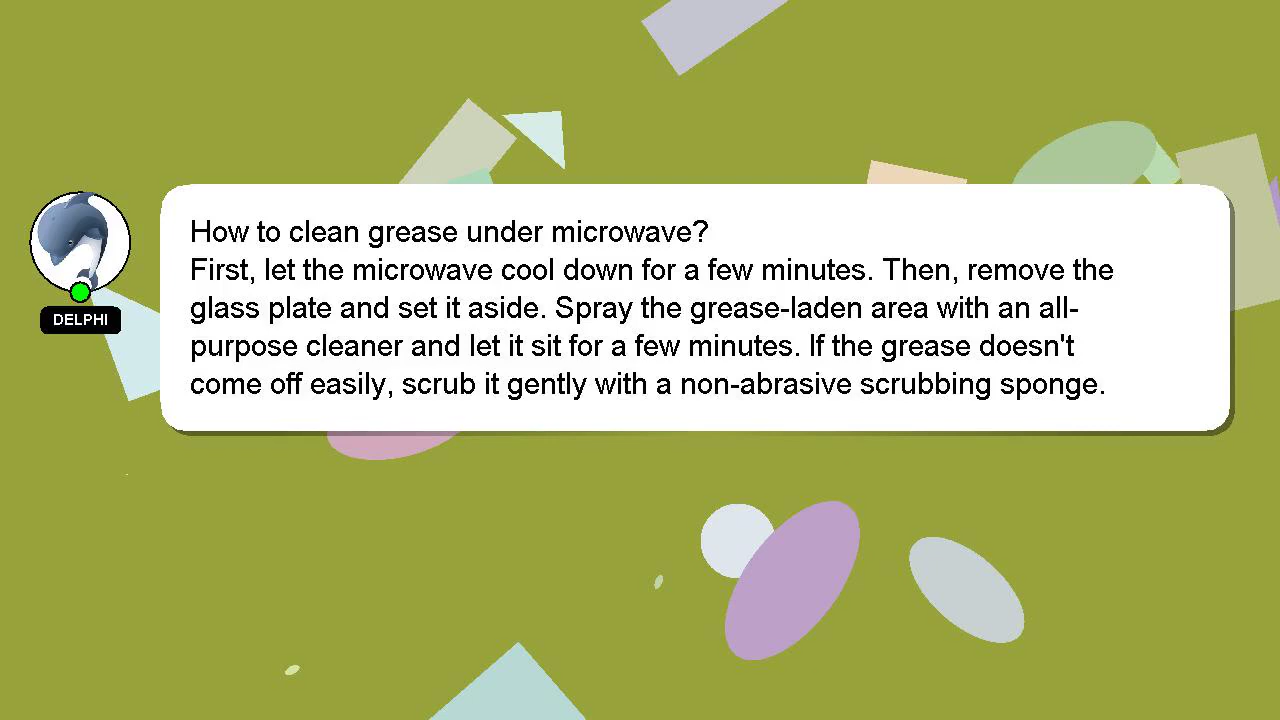 How to clean grease under microwave?
First, let the microwave cool down for a few minutes. Then, remove the
glass plate and set it aside. Spray the grease-laden area with an all-
purpose cleaner and let it sit for a few minutes. If the grease doesn't
come off easily, scrub it gently with a non-abrasive scrubbing sponge.
DELPHI